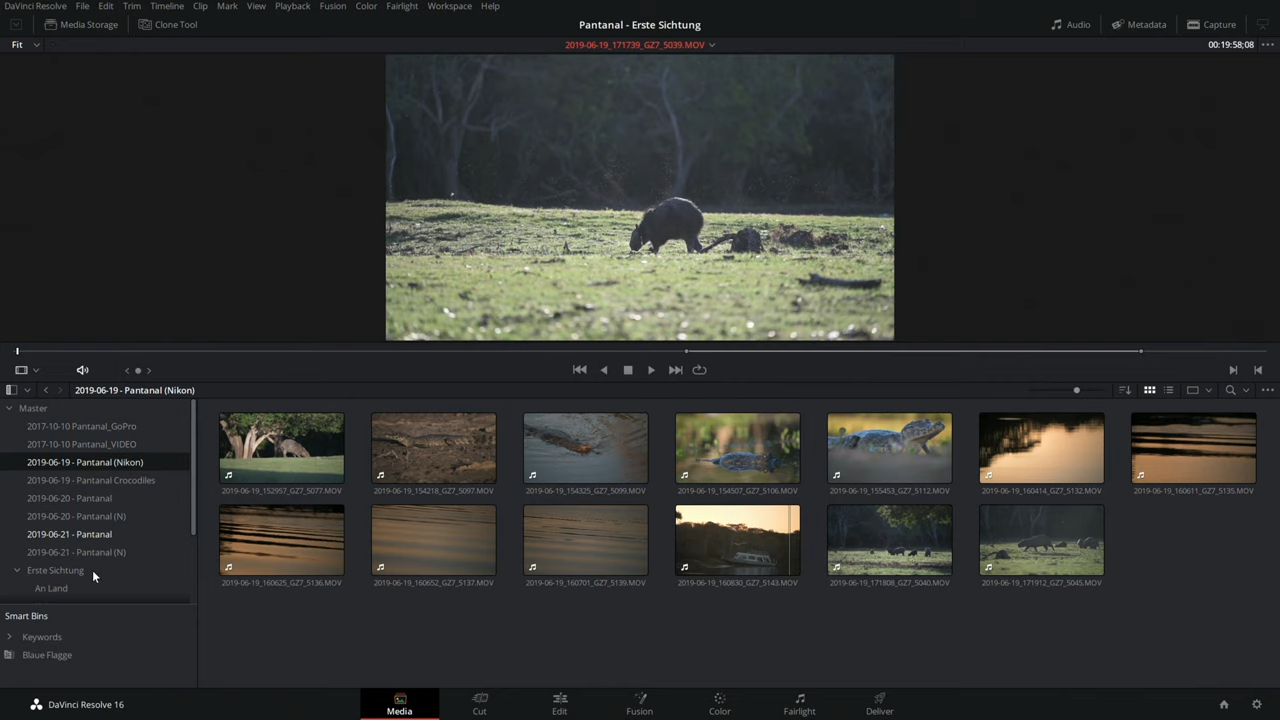 DaVinci Resolve File Edit Trim Timeline Clip Mark View Playback Fusion Color Fairlight Workspace Help
Media Storage Clone Tool Pantanal - Erste Sichtung Audio Metadata Capture
Fit 2019-06-19_171739_GZ7_5039.MOV 00:19:58;08
2019-06-19 - Pantanal (Nikon)
Master
2017-10-10 Pantanal_GoPro
2017-10-10 Pantanal_VIDEO
2019-06-19 - Pantanal (Nikon)
2019-06-19 - Pantanal Crocodiles
2019-06-20 - Pantanal
2019-06-20 - Pantanal (N)
2019-06-21 - Pantanal
2019-06-21 - Pantanal (N)
Erste Sichtung
An Land
Smart Bins
Keywords
Blaue Flagge
2019-06-19_152957_GZ7_5077.MOV 2019-06-19_154218_GZ7_5097.MOV 2019-06-19_154325_GZ7_5099.MOV 2019-06-19_154507_GZ7_5106.MOV 2019-06-19_155453_GZ7_5112.MOV 2019-06-19_160414_GZ7_5132.MOV 2019-06-19_160611_GZ7_5135.MOV
2019-06-19_160625_GZ7_5136.MOV 2019-06-19_160652_GZ7_5137.MOV 2019-06-19_160701_GZ7_5139.MOV 2019-06-19_160830_GZ7_5143.MOV 2019-06-19_171808_GZ7_5040.MOV 2019-06-19_171912_GZ7_5045.MOV
DaVinci Resolve 16 Media Cut Edit Fusion Color Fairlight Deliver